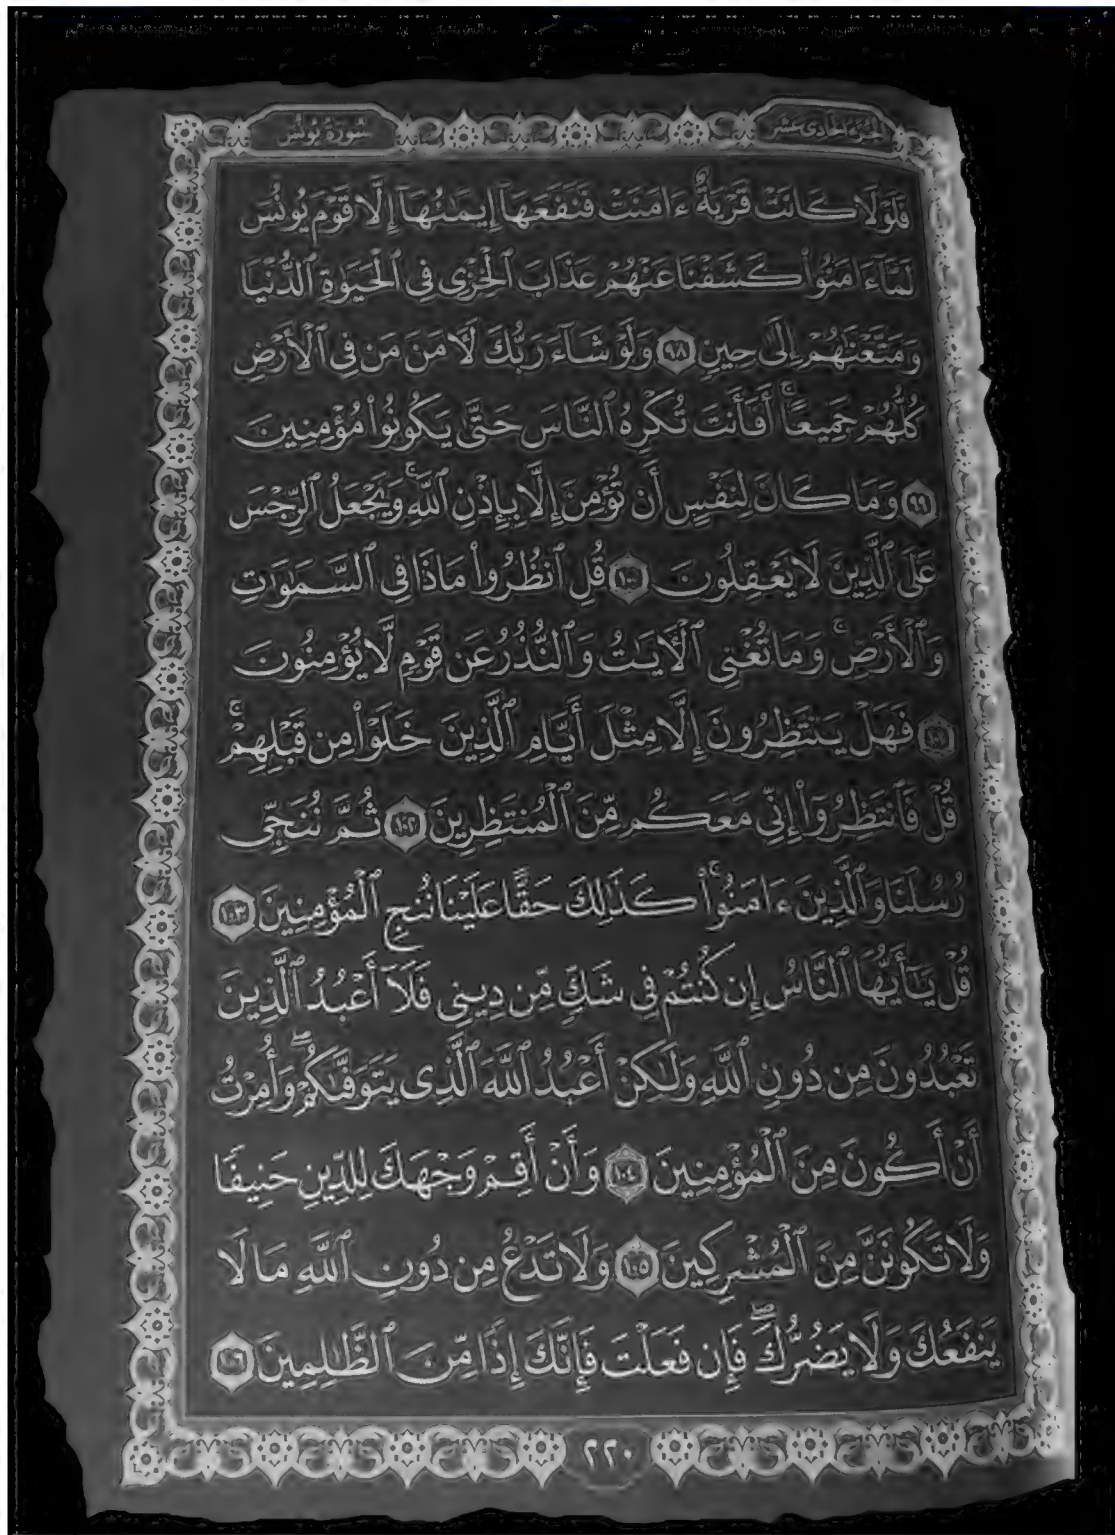 الجزء الحادي عشر
سورة يونس
فَلَوْلَا كَانَتْ قَرْيَةٌ ءَامَنَتْ فَنَفَعَهَآ إِيمَٰنُهَآ إِلَّا قَوْمَ يُونُسَ
لَمَّآ ءَامَنُوا۟ كَشَفْنَا عَنْهُمْ عَذَابَ ٱلْخِزْىِ فِى ٱلْحَيَوٰةِ ٱلدُّنْيَا
وَمَتَّعْنَٰهُمْ إِلَىٰ حِينٍ ٩٨ وَلَوْ شَآءَ رَبُّكَ لَءَامَنَ مَن فِى ٱلْأَرْضِ
كُلُّهُمْ جَمِيعًا ۚ أَفَأَنتَ تُكْرِهُ ٱلنَّاسَ حَتَّىٰ يَكُونُوا۟ مُؤْمِنِينَ
٩٩ وَمَا كَانَ لِنَفْسٍ أَن تُؤْمِنَ إِلَّا بِإِذْنِ ٱللَّهِ ۚ وَيَجْعَلُ ٱلرِّجْسَ
عَلَى ٱلَّذِينَ لَا يَعْقِلُونَ ١٠٠ قُلِ ٱنظُرُوا۟ مَاذَا فِى ٱلسَّمَٰوَٰتِ
وَٱلْأَرْضِ ۚ وَمَا تُغْنِى ٱلْءَايَٰتُ وَٱلنُّذُرُ عَن قَوْمٍ لَّا يُؤْمِنُونَ
١٠١ فَهَلْ يَنتَظِرُونَ إِلَّا مِثْلَ أَيَّامِ ٱلَّذِينَ خَلَوْا۟ مِن قَبْلِهِمْ ۚ
قُلْ فَٱنتَظِرُوٓا۟ إِنِّى مَعَكُم مِّنَ ٱلْمُنتَظِرِينَ ١٠٢ ثُمَّ نُنَجِّى
رُسُلَنَا وَٱلَّذِينَ ءَامَنُوا۟ ۚ كَذَٰلِكَ حَقًّا عَلَيْنَا نُنجِ ٱلْمُؤْمِنِينَ ١٠٣
قُلْ يَٰٓأَيُّهَا ٱلنَّاسُ إِن كُنتُمْ فِى شَكٍّ مِّن دِينِى فَلَآ أَعْبُدُ ٱلَّذِينَ
تَعْبُدُونَ مِن دُونِ ٱللَّهِ وَلَٰكِنْ أَعْبُدُ ٱللَّهَ ٱلَّذِى يَتَوَفَّىٰكُمْ ۖ وَأُمِرْتُ
أَنْ أَكُونَ مِنَ ٱلْمُؤْمِنِينَ ١٠٤ وَأَنْ أَقِمْ وَجْهَكَ لِلدِّينِ حَنِيفًا
وَلَا تَكُونَنَّ مِنَ ٱلْمُشْرِكِينَ ١٠٥ وَلَا تَدْعُ مِن دُونِ ٱللَّهِ مَا لَا
يَنفَعُكَ وَلَا يَضُرُّكَ ۖ فَإِن فَعَلْتَ فَإِنَّكَ إِذًا مِّنَ ٱلظَّٰلِمِينَ ١٠٦
٢٢٠